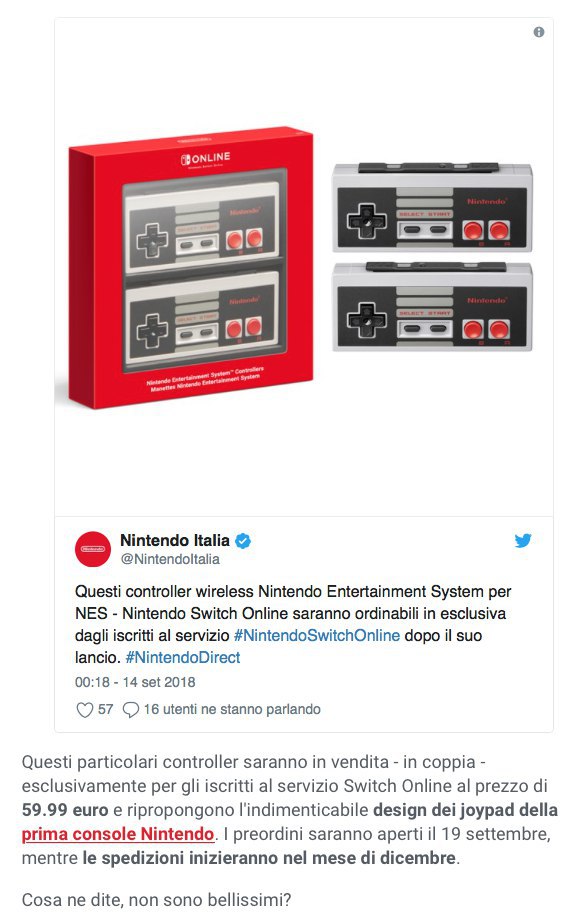 ONLINE
Nintendo Switch Online
Nintendo
SELECT START
B A
Nintendo
SELECT START
B A
Nintendo Entertainment System™ Controllers
Manettes Nintendo Entertainment System
Nintendo
SELECT START
B A
Nintendo
SELECT START
B A
Nintendo
Nintendo Italia
@NintendoItalia
Questi controller wireless Nintendo Entertainment System per
NES - Nintendo Switch Online saranno ordinabili in esclusiva
dagli iscritti al servizio #NintendoSwitchOnline dopo il suo
lancio. #NintendoDirect
00:18 - 14 set 2018
57 16 utenti ne stanno parlando
Questi particolari controller saranno in vendita - in coppia -
esclusivamente per gli iscritti al servizio Switch Online al prezzo di
59.99 euro e ripropongono l'indimenticabile design dei joypad della
prima console Nintendo. I preordini saranno aperti il 19 settembre,
mentre le spedizioni inizieranno nel mese di dicembre.
Cosa ne dite, non sono bellissimi?